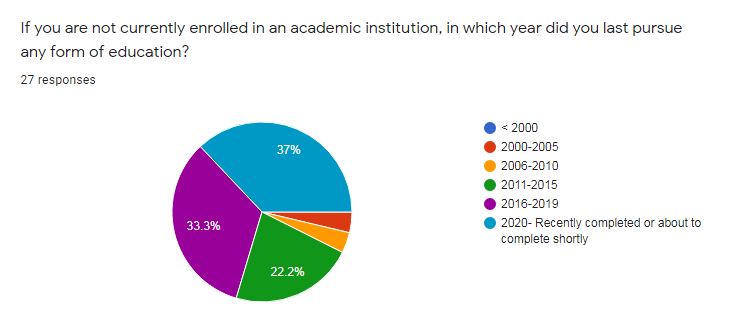 If you are not currently enrolled in an academic institution, in which year did you last pursue
any form of education?
27 responses
37%
33.3%
22.2%
< 2000
2000-2005
2006-2010
2011-2015
2016-2019
2020- Recently completed or about to
complete shortly